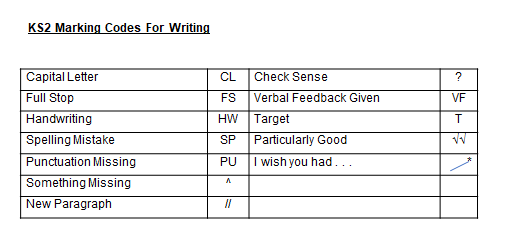 KS2 Marking Codes For Writing
Capital Letter CL Check Sense ?
Full Stop FS Verbal Feedback Given VF
Handwriting HW Target T
Spelling Mistake SP Particularly Good √√
Punctuation Missing PU I wish you had . . . *
Something Missing ^
New Paragraph //